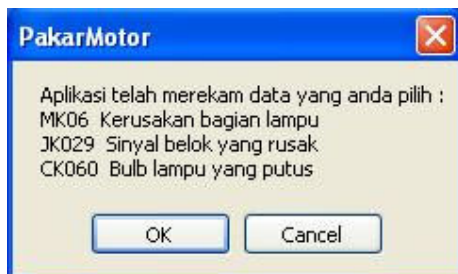 PakarMotor
Aplikasi telah merekam data yang anda pilih :
MK06 Kerusakan bagian lampu
JK029 Sinyal belok yang rusak
CK060 Bulb lampu yang putus
OK Cancel